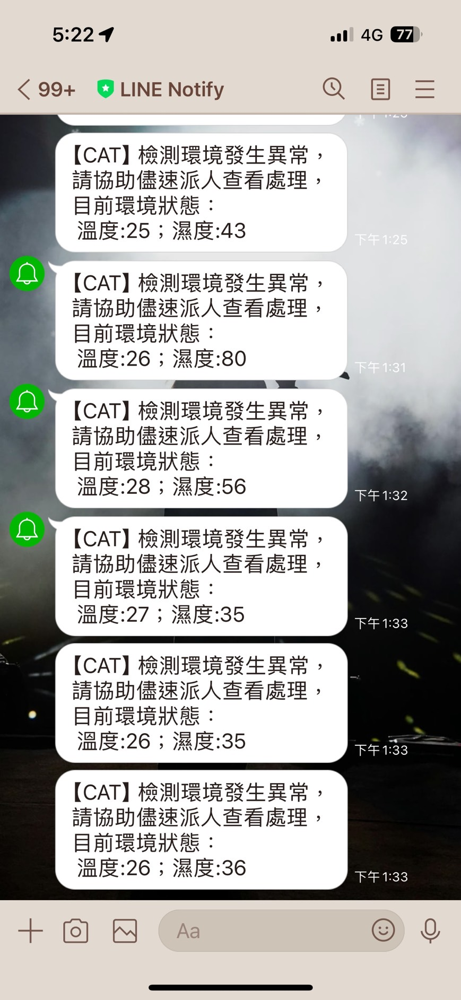 5:22 4G 77
99+ LINE Notify
【CAT】檢測環境發生異常，
請協助儘速派人查看處理，
目前環境狀態：
溫度:25；濕度:43
下午1:25
【CAT】檢測環境發生異常，
請協助儘速派人查看處理，
目前環境狀態：
溫度:26；濕度:80
下午1:31
【CAT】檢測環境發生異常，
請協助儘速派人查看處理，
目前環境狀態：
溫度:28；濕度:56
下午1:32
【CAT】檢測環境發生異常，
請協助儘速派人查看處理，
目前環境狀態：
溫度:27；濕度:35
下午1:33
【CAT】檢測環境發生異常，
請協助儘速派人查看處理，
目前環境狀態：
溫度:26；濕度:35
下午1:33
【CAT】檢測環境發生異常，
請協助儘速派人查看處理，
目前環境狀態：
溫度:26；濕度:36
下午1:33
Aa